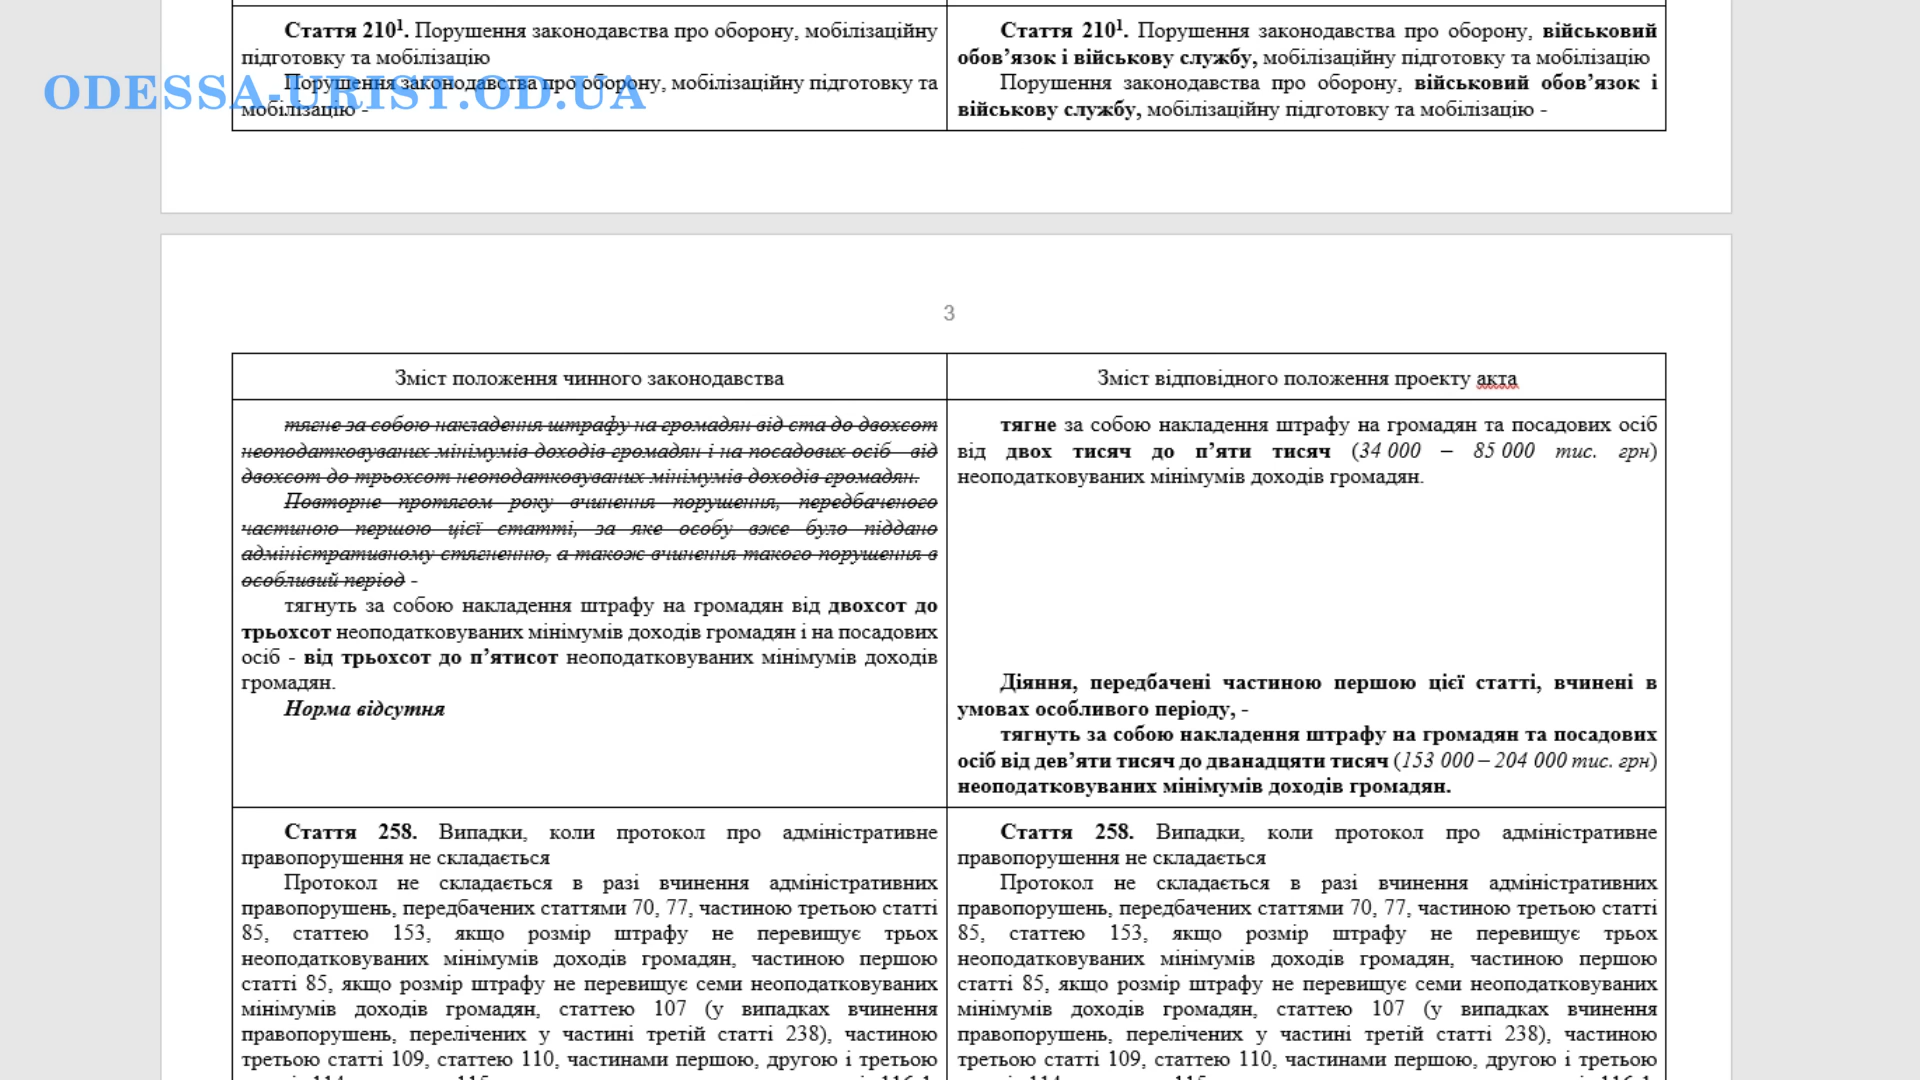 Стаття 210¹. Порушення законодавства про оборону, мобілізаційну
підготовку та мобілізацію
Порушення законодавства про оборону, мобілізаційну підготовку та
мобілізацію -
Стаття 210¹. Порушення законодавства про оборону, військовий
обов’язок і військову службу, мобілізаційну підготовку та мобілізацію
Порушення законодавства про оборону, військовий обов’язок і
військову службу, мобілізаційну підготовку та мобілізацію -
ODESSA-URIST.OD.UA
3
Зміст положення чинного законодавства
Зміст відповідного положення проекту акта
тягне за собою накладення штрафу на громадян від ста до двохсот
неоподатковуваних мінімумів доходів громадян і на посадових осіб - від
двохсот до трьохсот неоподатковуваних мінімумів доходів громадян.
Повторне протягом року вчинення порушення, передбаченого
частиною першою цієї статті, за яке особу вже було піддано
адміністративному стягненню, а також вчинення такого порушення в
особливий період -
тягнуть за собою накладення штрафу на громадян від двохсот до
трьохсот неоподатковуваних мінімумів доходів громадян і на посадових
осіб - від трьохсот до п’ятисот неоподатковуваних мінімумів доходів
громадян.
Норма відсутня
тягне за собою накладення штрафу на громадян та посадових осіб
від двох тисяч до п’яти тисяч (34 000 – 85 000 тис. грн)
неоподатковуваних мінімумів доходів громадян.
Діяння, передбачені частиною першою цієї статті, вчинені в
умовах особливого періоду, -
тягнуть за собою накладення штрафу на громадян та посадових
осіб від дев’яти тисяч до дванадцяти тисяч (153 000 – 204 000 тис. грн)
неоподатковуваних мінімумів доходів громадян.
Стаття 258. Випадки, коли протокол про адміністративне
правопорушення не складається
Протокол не складається в разі вчинення адміністративних
правопорушень, передбачених статтями 70, 77, частиною третьою статті
85, статтею 153, якщо розмір штрафу не перевищує трьох
неоподатковуваних мінімумів доходів громадян, частиною першою
статті 85, якщо розмір штрафу не перевищує семи неоподатковуваних
мінімумів доходів громадян, статтею 107 (у випадках вчинення
правопорушень, перелічених у частині третій статті 238), частиною
третьою статті 109, статтею 110, частинами першою, другою і третьою
Стаття 258. Випадки, коли протокол про адміністративне
правопорушення не складається
Протокол не складається в разі вчинення адміністративних
правопорушень, передбачених статтями 70, 77, частиною третьою статті
85, статтею 153, якщо розмір штрафу не перевищує трьох
неоподатковуваних мінімумів доходів громадян, частиною першою
статті 85, якщо розмір штрафу не перевищує семи неоподатковуваних
мінімумів доходів громадян, статтею 107 (у випадках вчинення
правопорушень, перелічених у частині третій статті 238), частиною
третьою статті 109, статтею 110, частинами першою, другою і третьою